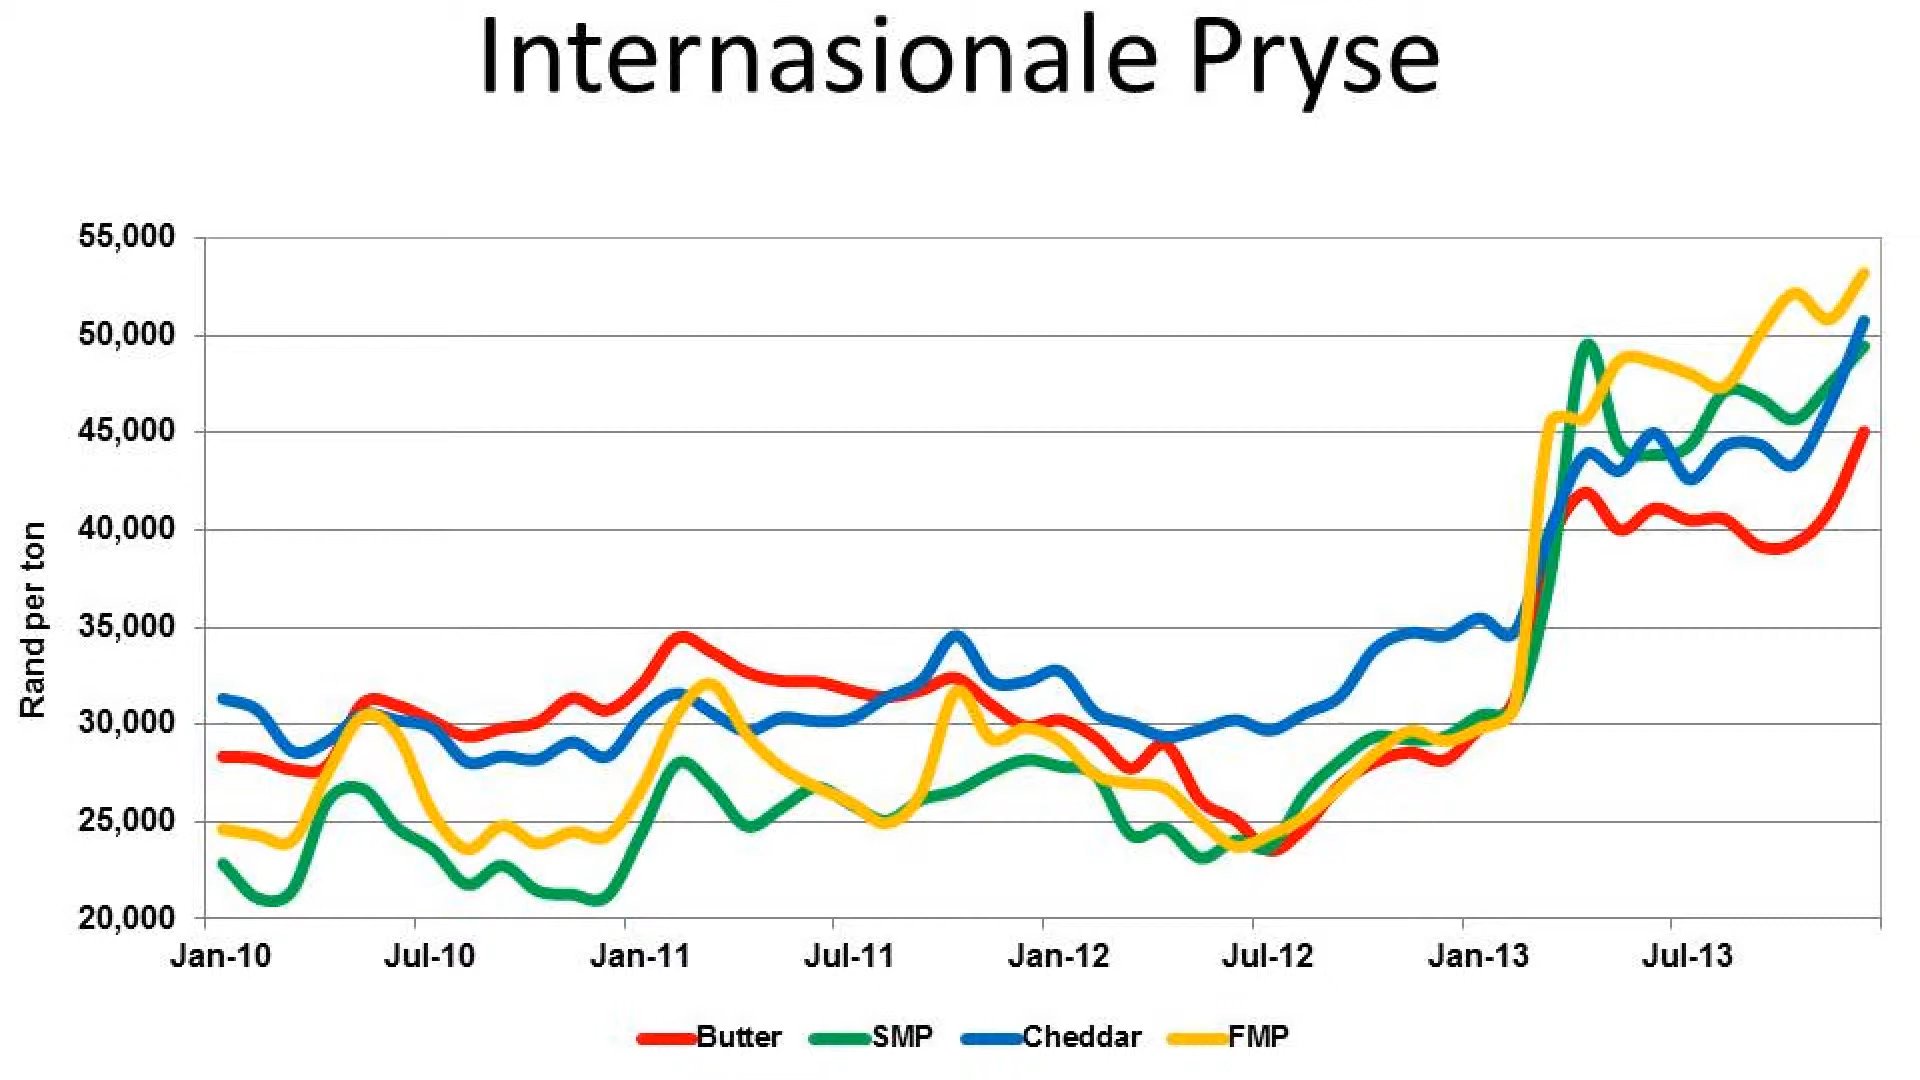 Internasionale Pryse
55,000
50,000
45,000
40,000
35,000
30,000
25,000
20,000
Rand per ton
Jan-10 Jul-10 Jan-11 Jul-11 Jan-12 Jul-12 Jan-13 Jul-13
Butter SMP Cheddar FMP